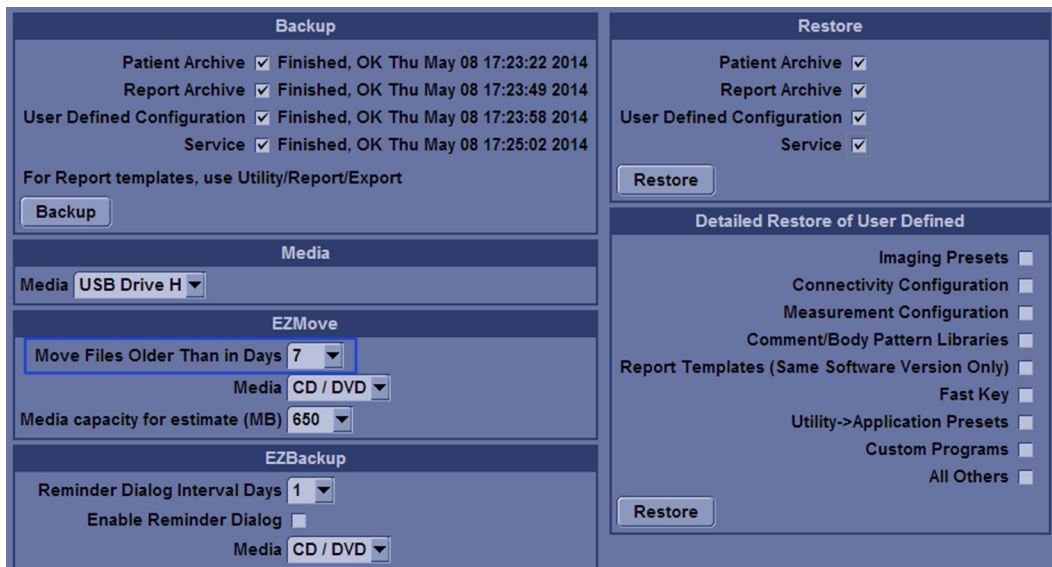 Backup
Patient Archive Finished, OK Thu May 08 17:23:22 2014
Report Archive Finished, OK Thu May 08 17:23:49 2014
User Defined Configuration Finished, OK Thu May 08 17:23:58 2014
Service Finished, OK Thu May 08 17:25:02 2014
For Report templates, use Utility/Report/Export
Backup
Media
Media USB Drive H
EZMove
Move Files Older Than in Days 7
Media CD / DVD
Media capacity for estimate (MB) 650
EZBackup
Reminder Dialog Interval Days 1
Enable Reminder Dialog
Media CD / DVD
Restore
Patient Archive
Report Archive
User Defined Configuration
Service
Restore
Detailed Restore of User Defined
Imaging Presets
Connectivity Configuration
Measurement Configuration
Comment/Body Pattern Libraries
Report Templates (Same Software Version Only)
Fast Key
Utility->Application Presets
Custom Programs
All Others
Restore